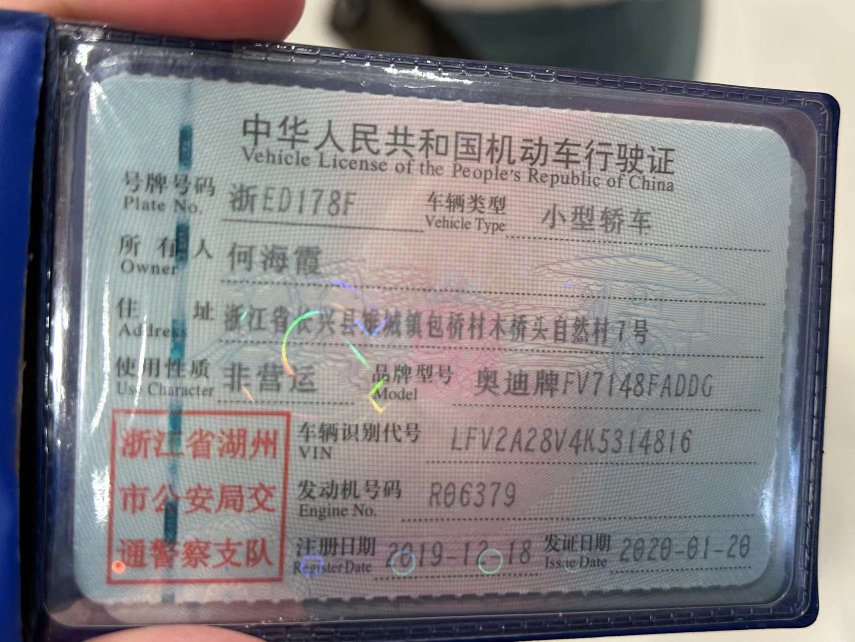 中华人民共和国机动车行驶证
Vehicle License of the People's Republic of China
号牌号码 浙ED178F 车辆类型 小型轿车
Plate No. Vehicle Type
所有人 何海霞
Owner
住址 浙江省长兴县雉城镇包桥村木桥头自然村7号
Address
使用性质 非营运 品牌型号 奥迪牌FV7148FADDG
Use Character Model
浙江省湖州
市公安局交
通警察支队
车辆识别代号 LFV2A28V4K5314816
VIN
发动机号码 R06379
Engine No.
注册日期 2019-12-18 发证日期 2020-01-20
Register Date Issue Date